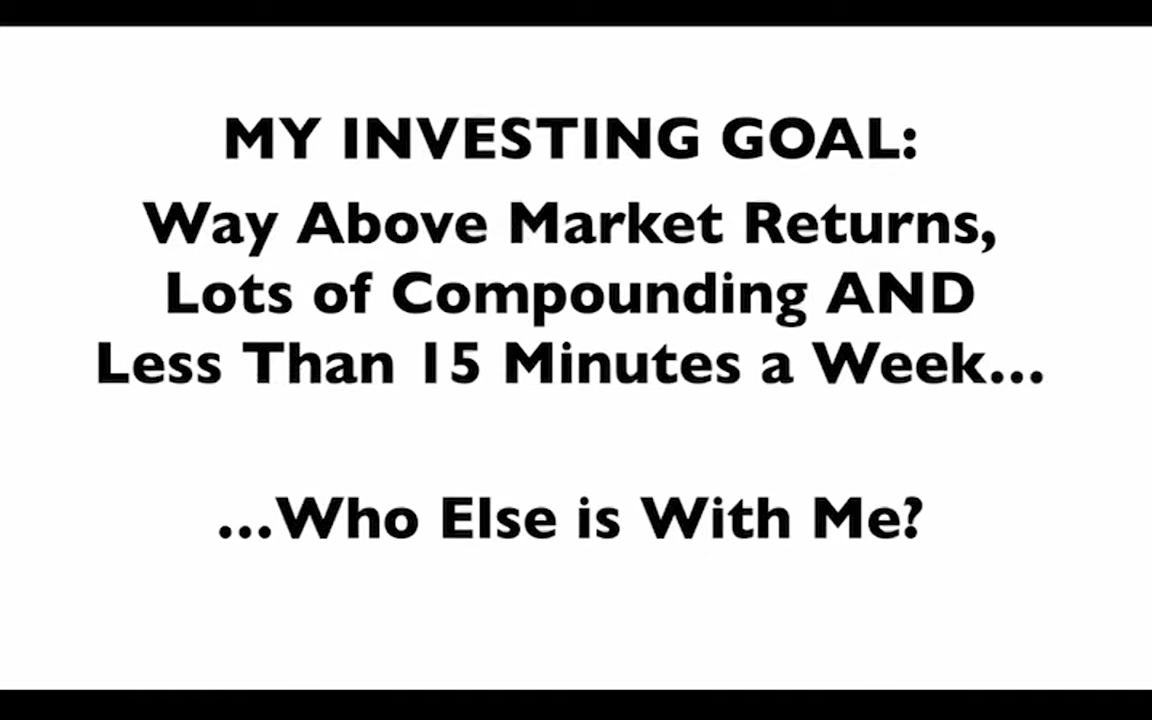 MY INVESTING GOAL:
Way Above Market Returns,
Lots of Compounding AND
Less Than 15 Minutes a Week...
...Who Else is With Me?